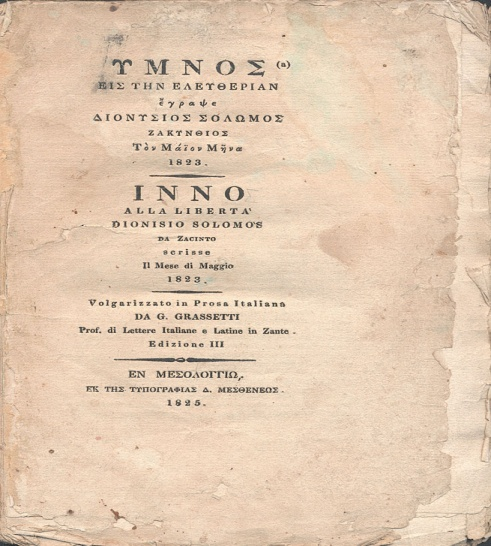 ΥΜΝΟΣ (a)
ΕΙΣ ΤΗΝ ΕΛΕΥΘΕΡΙΑΝ
ἔγραψε
ΔΙΟΝΥΣΙΟΣ ΣΟΛΩΜΟΣ
ΖΑΚΥΝΘΙΟΣ
Τὸν Μάϊον Μῆνα
1823.
INNO
ALLA LIBERTA'
DIONISIO SOLOMO'S
DA ZACINTO
scrisse
Il Mese di Maggio
1823.
Volgarizzato in Prosa Italiana
DA G. GRASSETTI
Prof. di Lettere Italiane e Latine in Zante.
Edizione III
ΕΝ ΜΕΣΟΛΟΓΓΙῼ,
ΕΚ ΤΗΣ ΤΥΠΟΓΡΑΦΙΑΣ Δ. ΜΕΣΘΕΝΕΩΣ.
1825.